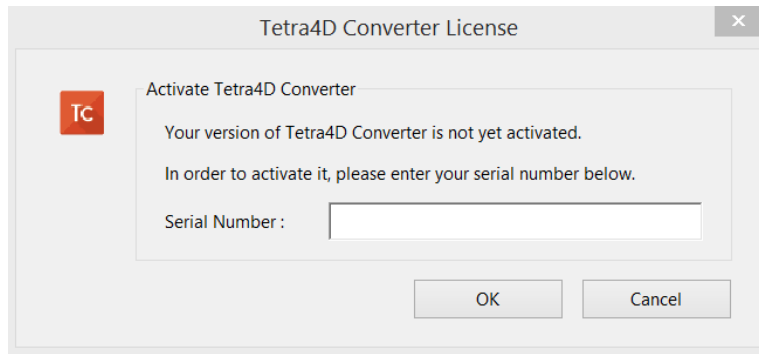 Tetra4D Converter License
Activate Tetra4D Converter
TC
Your version of Tetra4D Converter is not yet activated.
In order to activate it, please enter your serial number below.
Serial Number :
OK Cancel